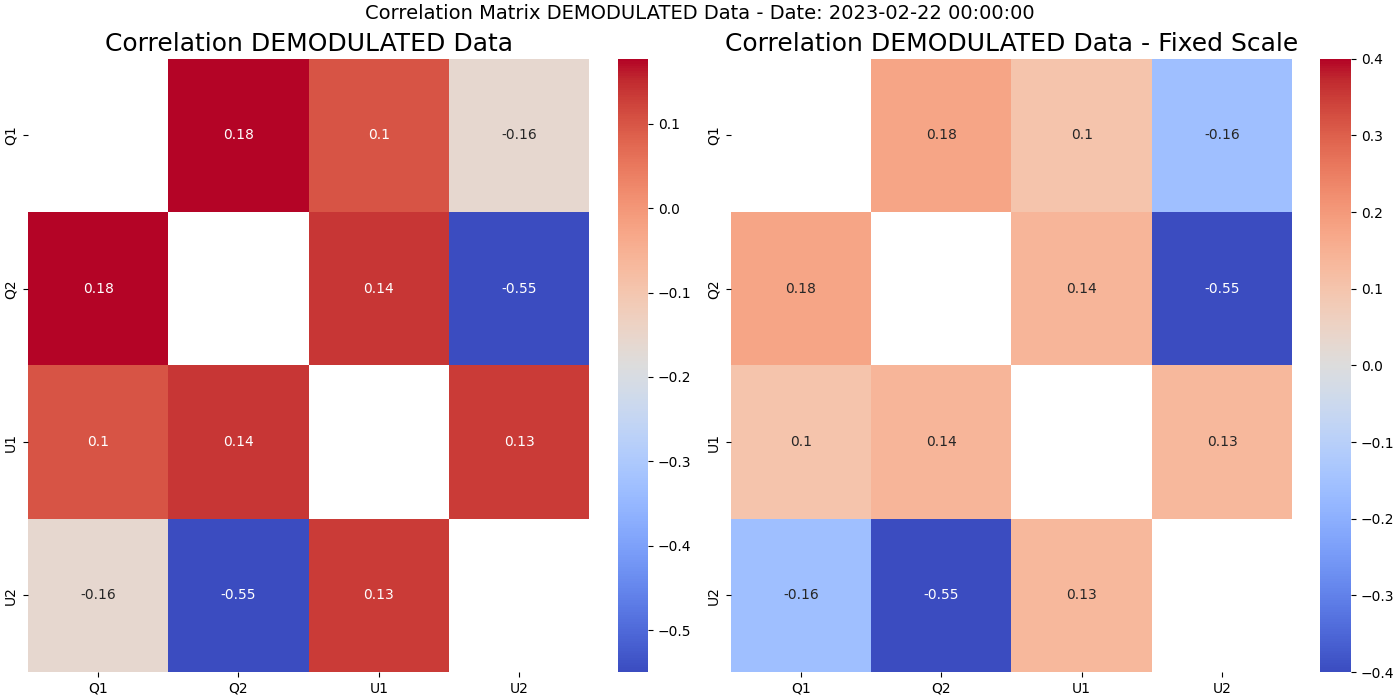 Correlation Matrix DEMODULATED Data - Date: 2023-02-22 00:00:00
Correlation DEMODULATED Data
Q1
0.18
0.1
-0.16
Q2
0.18
0.14
-0.55
U1
0.1
0.14
0.13
U2
-0.16
-0.55
0.13
Q1
Q2
U1
U2
0.1
0.0
−0.1
−0.2
−0.3
−0.4
−0.5
Correlation DEMODULATED Data - Fixed Scale
Q1
0.18
0.1
-0.16
Q2
0.18
0.14
-0.55
U1
0.1
0.14
0.13
U2
-0.16
-0.55
0.13
Q1
Q2
U1
U2
0.4
0.3
0.2
0.1
0.0
−0.1
−0.2
−0.3
−0.4